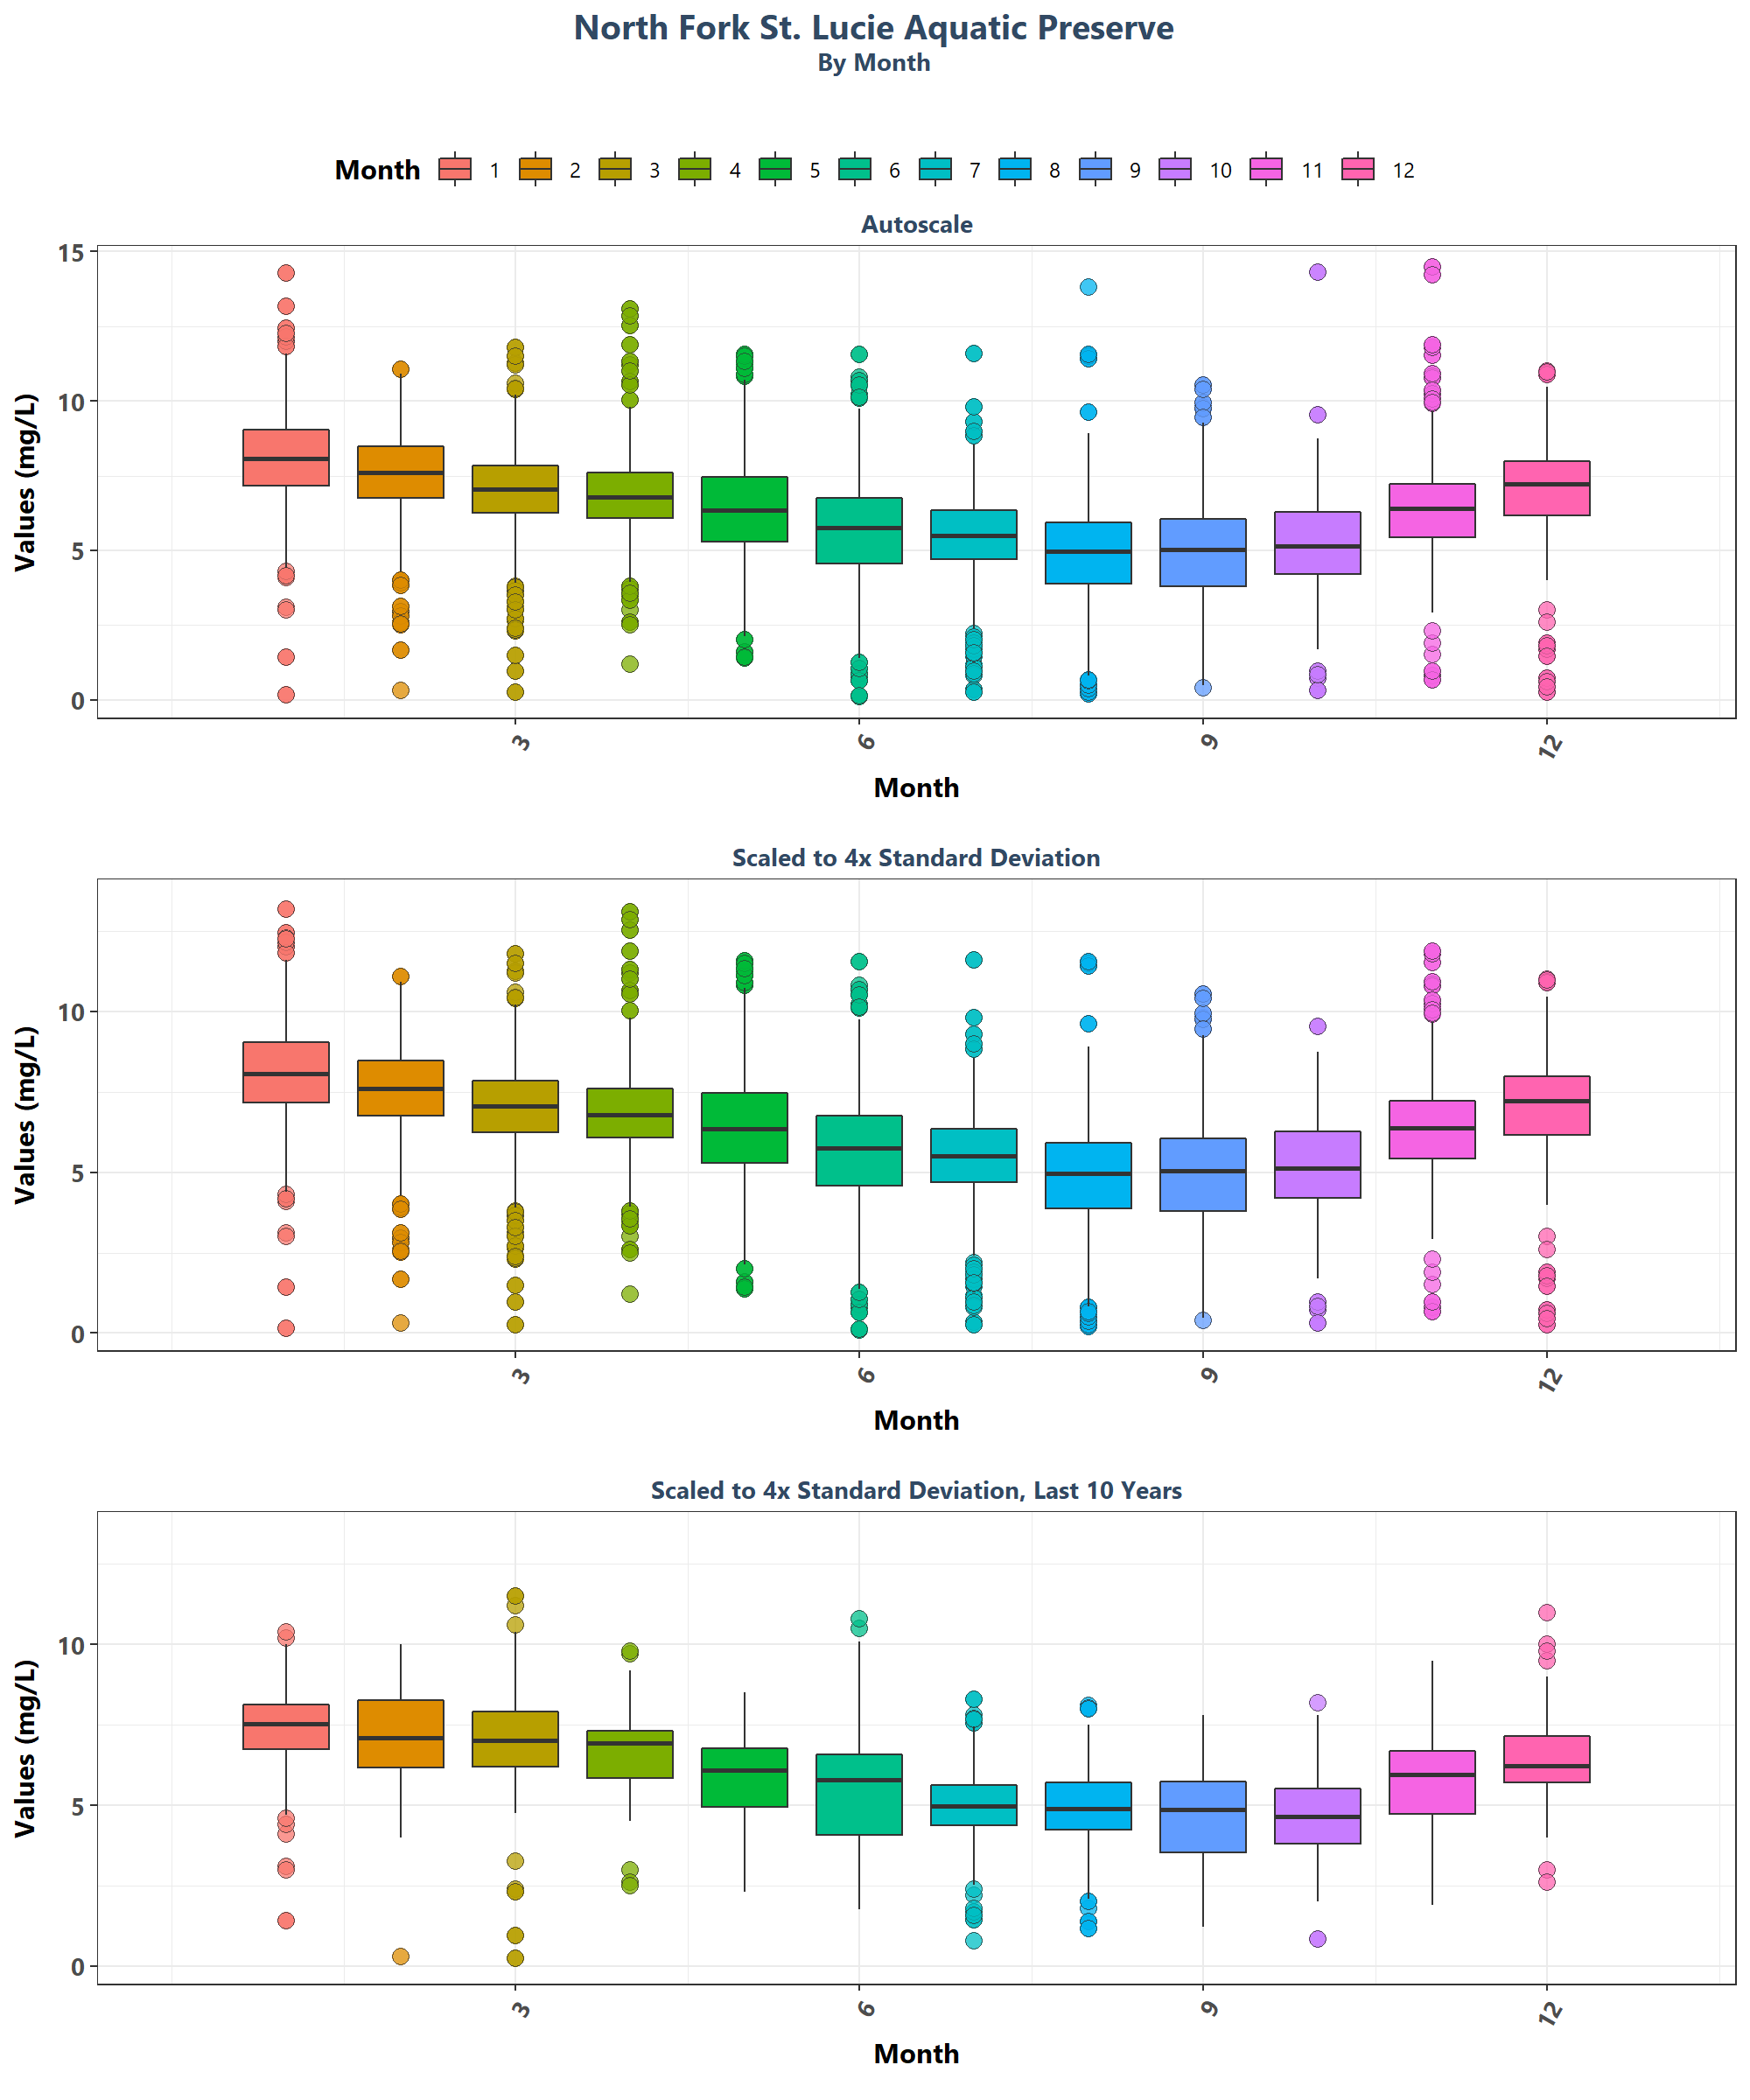 North Fork St. Lucie Aquatic Preserve
By Month
Month 1 2 3 4 5 6 7 8 9 10 11 12
Autoscale
Values (mg/L)
15
10
5
0
3 6 9 12
Month
Scaled to 4x Standard Deviation
Values (mg/L)
10
5
0
3 6 9 12
Month
Scaled to 4x Standard Deviation, Last 10 Years
Values (mg/L)
10
5
0
3 6 9 12
Month